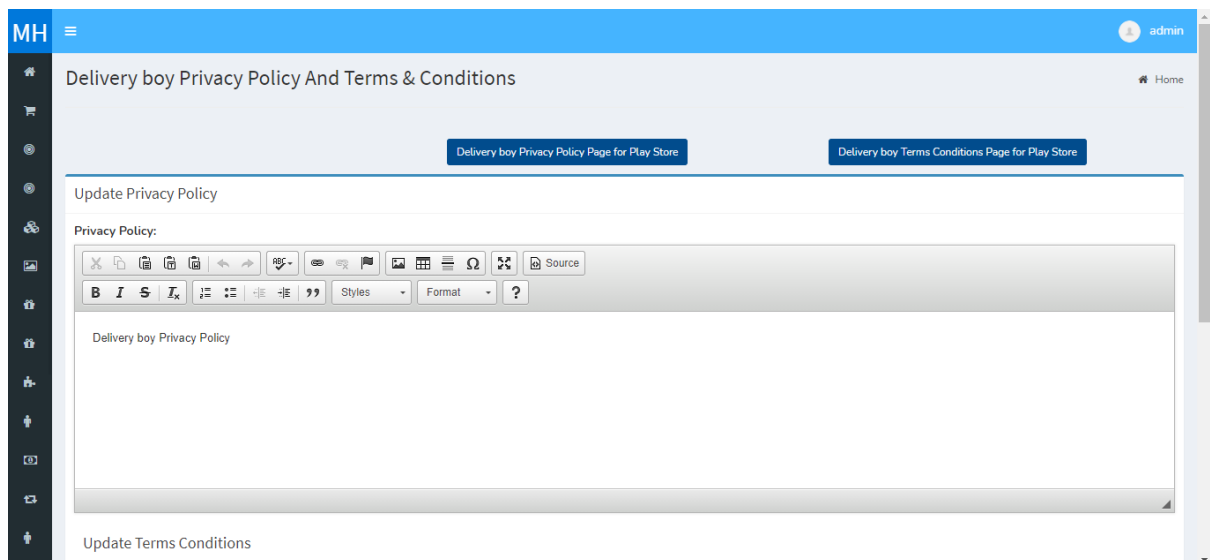 MH
admin
Delivery boy Privacy Policy And Terms & Conditions
Home
Delivery boy Privacy Policy Page for Play Store
Delivery boy Terms Conditions Page for Play Store
Update Privacy Policy
Privacy Policy:
ABC
Ω
Source
B I S Ix
Styles
Format
?
Delivery boy Privacy Policy
Update Terms Conditions